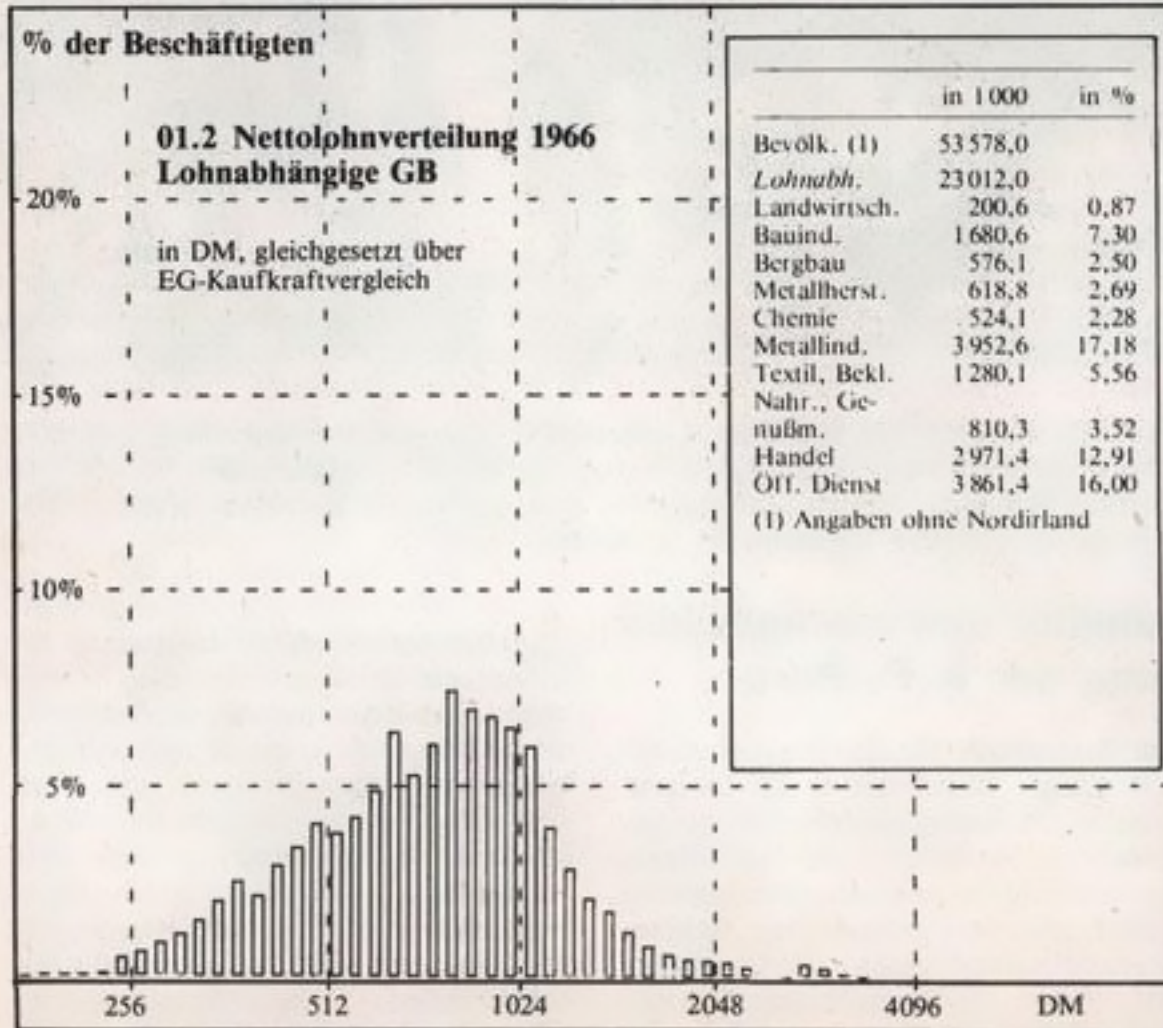 % der Beschäftigten
01.2 Nettolohnverteilung 1966
Lohnabhängige GB
in DM, gleichgesetzt über
EG-Kaufkraftvergleich
20%
15%
10%
5%
256 512 1024 2048 4096 DM
in 1 000 in %
Bevölk. (1) 53 578,0
Lohnabh. 23 012,0
Landwirtsch. 200,6 0,87
Bauind. 1 680,6 7,30
Bergbau 576,1 2,50
Metallherst. 618,8 2,69
Chemie 524,1 2,28
Metallind. 3 952,6 17,18
Textil, Bekl. 1 280,1 5,56
Nahr., Ge-
nußm. 810,3 3,52
Handel 2 971,4 12,91
Öff. Dienst 3 861,4 16,00
(1) Angaben ohne Nordirland